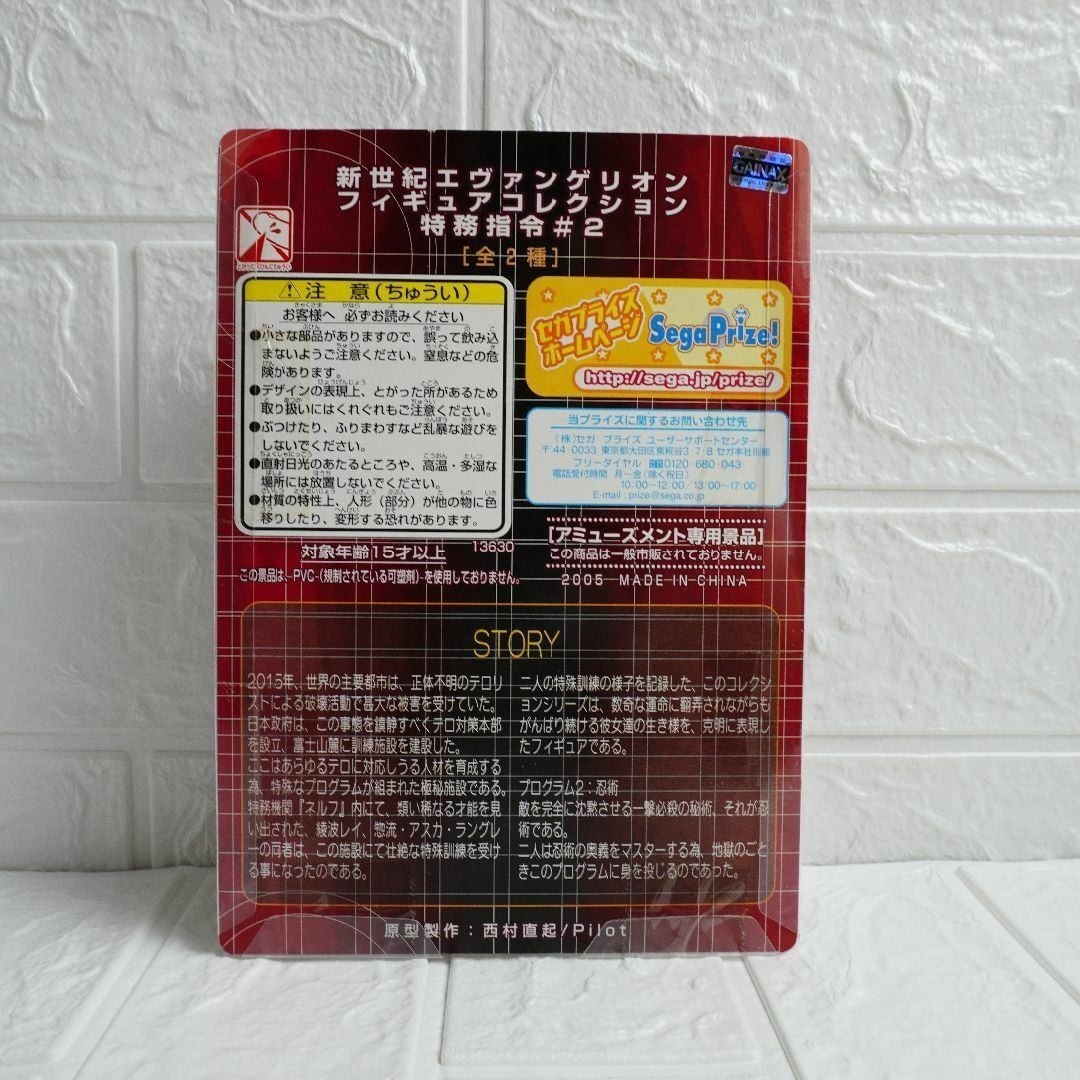 新世紀エヴァンゲリオン
フィギュアコレクション
特務指令#2
[全2種]
GAINAX
⚠注 意(ちゅうい)
お客様へ 必ずお読みください
●小さな部品がありますので、誤って飲み込
まないようご注意ください。窒息などの危
険があります。
●デザインの表現上、とがった所があるため
取り扱いにはくれぐれもご注意ください。
●ぶつけたり、ふりまわすなど乱暴な遊びを
しないでください。
●直射日光のあたるところや、高温・多湿な
場所には放置しないでください。
●材質の特性上、人形(部分)が他の物に色
移りしたり、変形する恐れがあります。
対象年齢15才以上
13630
この景品は、PVC-(規制されている可塑剤)-を使用しておりません。
セガプライズ
ホームページ
SegaPrize!
http://sega.jp/prize/
当プライズに関するお問い合わせ先
(株)セガ プライズ ユーザーサポートセンター
〒44 0033 東京都大田区東糀谷3-7-8 セガ本社別館
フリーダイヤル 0120-680-043
電話受付時間 月~金(除く祝日)
10:00~12:00/13:00~17:00
E-mail:prize@sega.co.jp
[アミューズメント専用景品]
この商品は一般市販されておりません。
2005 MADE IN CHINA
STORY
2015年、世界の主要都市は、正体不明のテロリ
ストによる破壊活動で甚大な被害を受けていた。
日本政府は、この事態を鎮静すべくテロ対策本部
を設立、富士山麓に訓練施設を建設した。
ここはあらゆるテロに対応しうる人材を育成する
為、特殊なプログラムが組まれた極秘施設である。
特務機関『ネルフ』内にて、類い稀なる才能を見
い出された、綾波レイ、惣流・アスカ・ラングレ
ーの両者は、この施設にて壮絶な特殊訓練を受け
る事になったのである。
二人の特殊訓練の様子を記録した、このコレクシ
ョンシリーズは、数奇な運命に翻弄されながらも
がんばり続ける彼女達の生き様を、克明に表現し
たフィギュアである。
プログラム2:忍術
敵を完全に沈黙させる一撃必殺の秘術、それが忍
術である。
二人は忍術の奥義をマスターする為、地獄のごと
きこのプログラムに身を投じるのであった。
原型製作:西村直起/Pilot